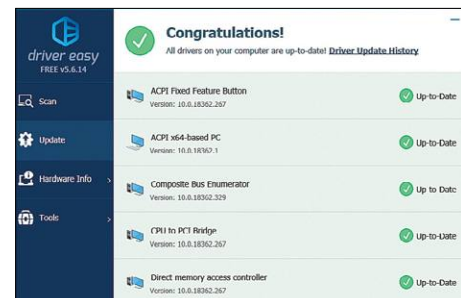 driver easy
FREE v5.6.14
Scan
Update
Hardware Info
Tools
Congratulations!
All drivers on your computer are up-to-date! Driver Update History
ACPI Fixed Feature Button
Version: 10.0.18362.267
Up-to-Date
ACPI x64-based PC
Version: 10.0.18362.1
Up-to-Date
Composite Bus Enumerator
Version: 10.0.18362.329
Up to Date
CPU to PCI Bridge
Version: 10.0.18362.267
Up-to-Date
Direct memory access controller
Version: 10.0.18362.267
Up-to-Date